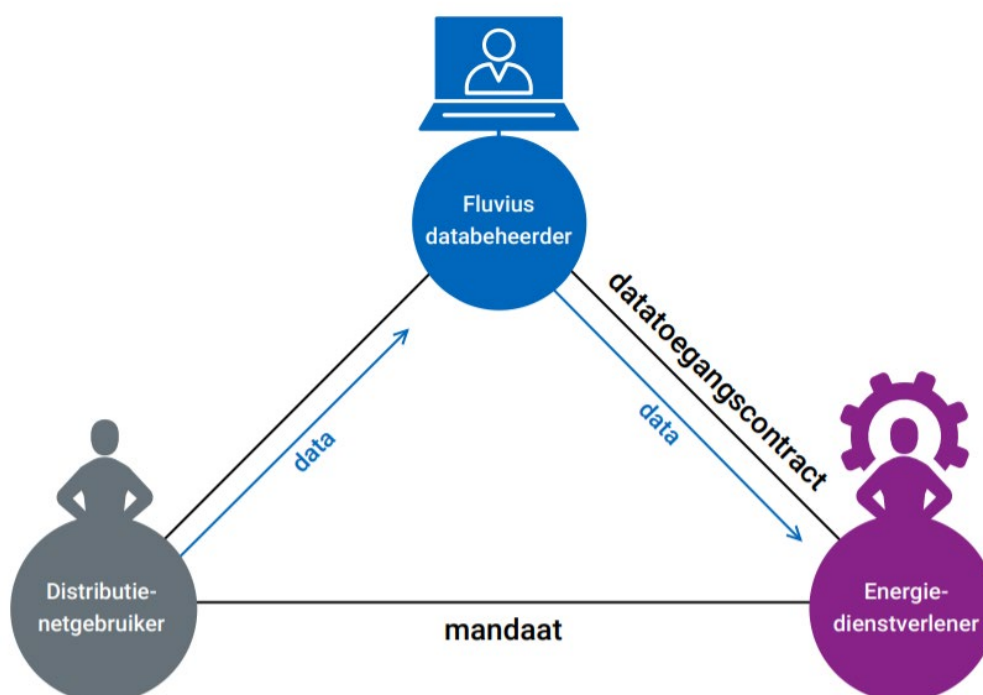 Fluvius
databeheerder
datatoegangscontract
data
data
Distributie-
netgebruiker
Energie-
dienstverlener
mandaat